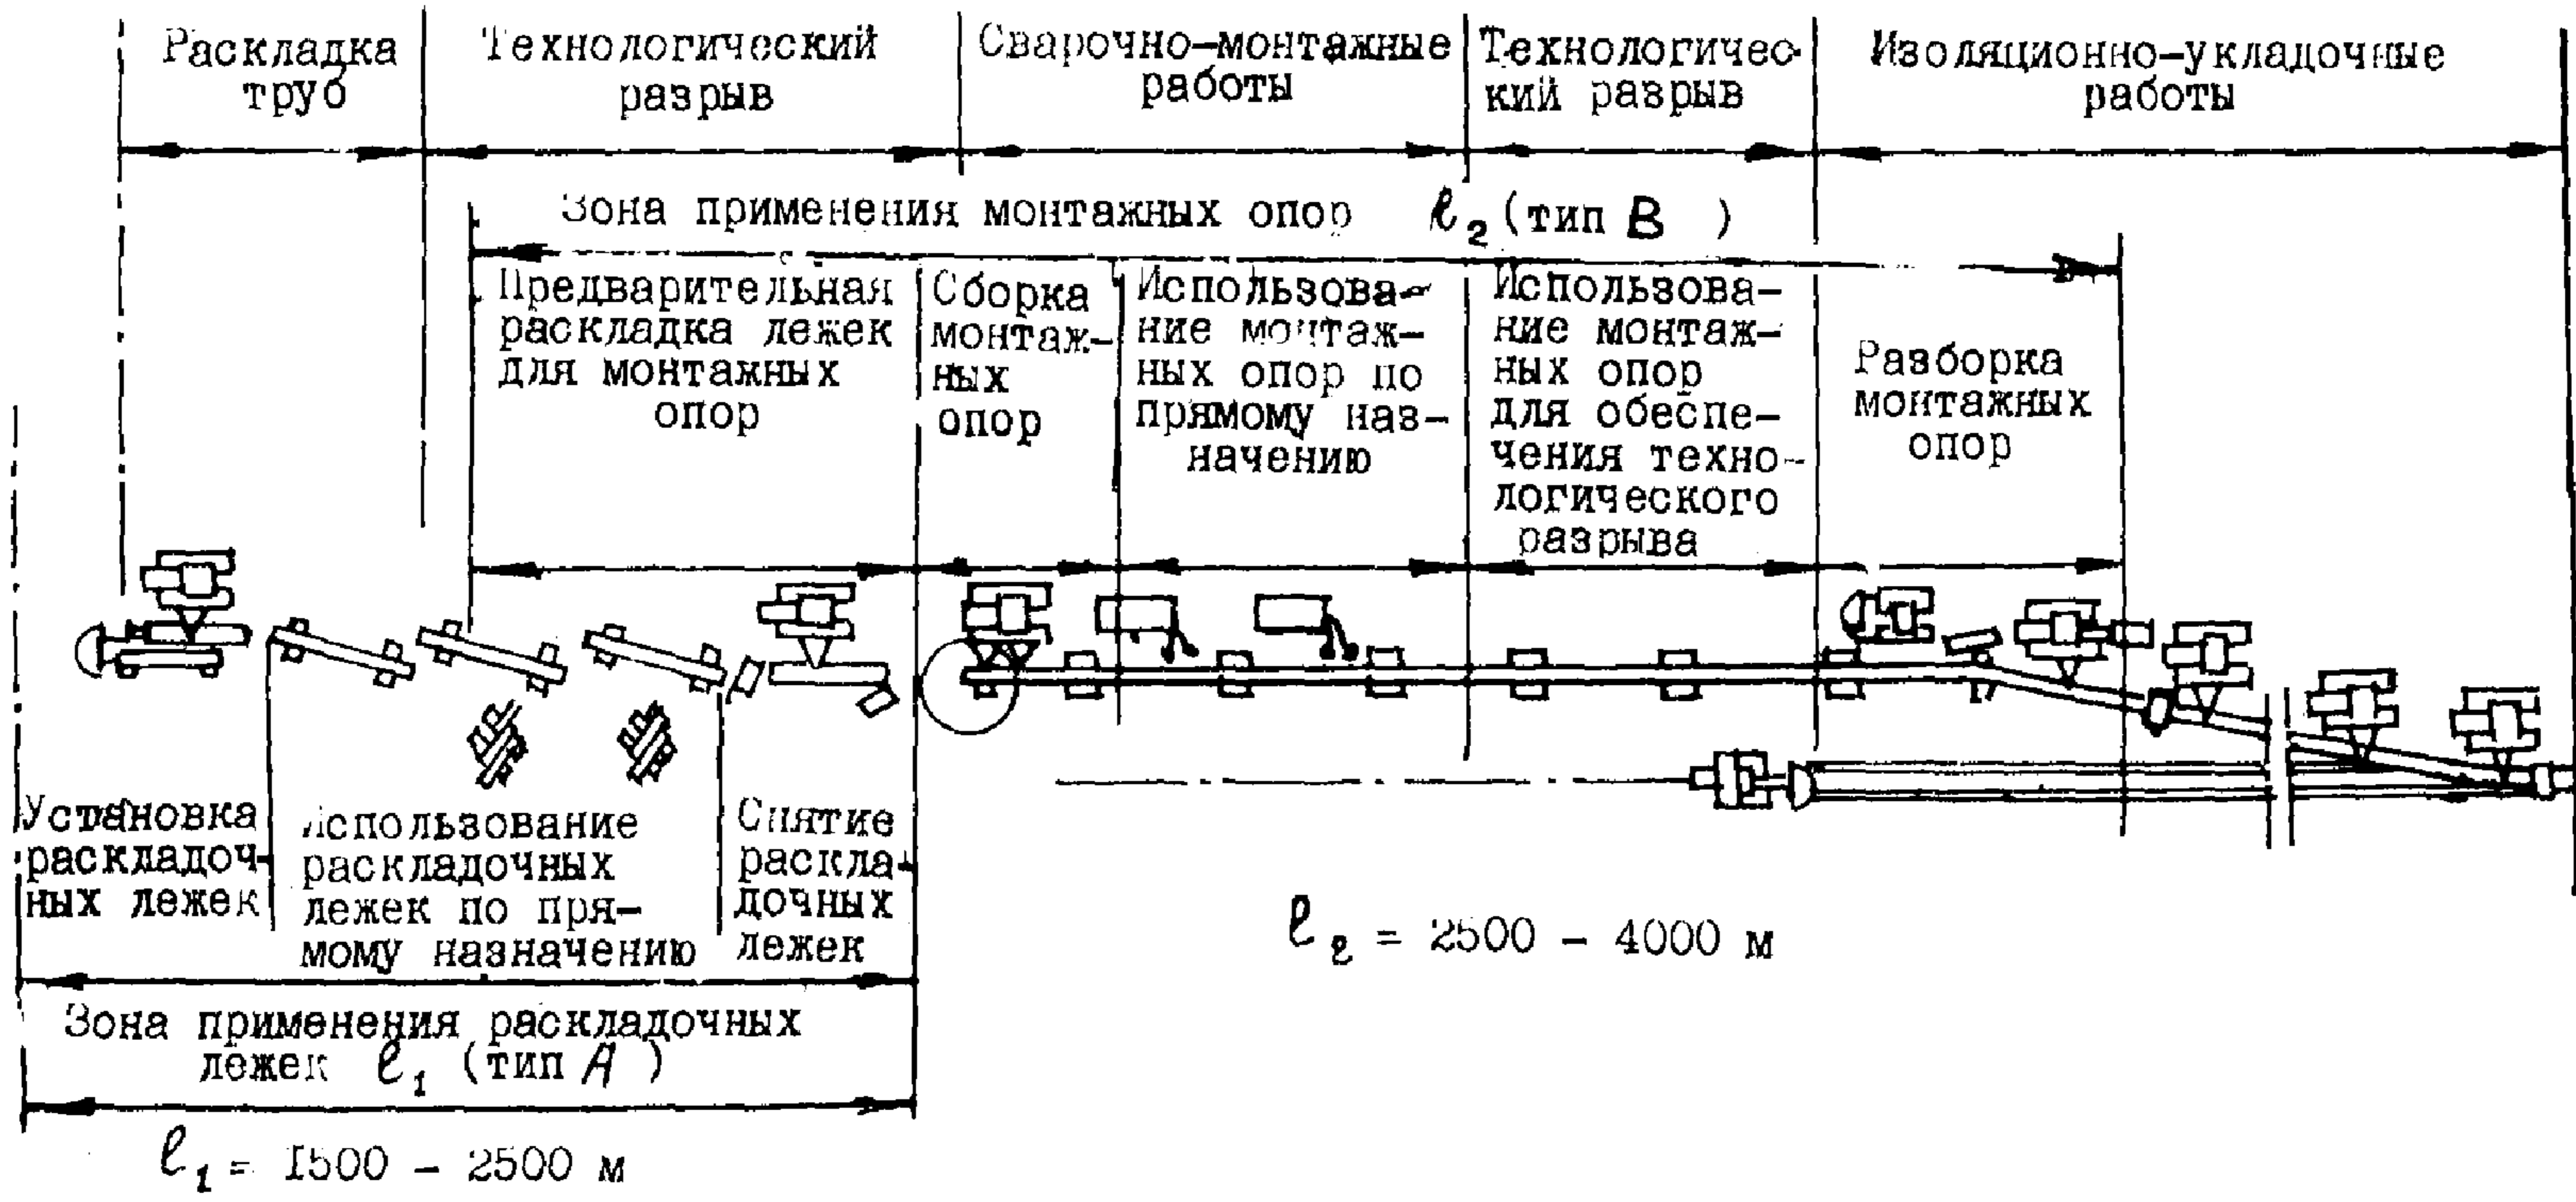 Раскладка
труб
Технологический
разрыв
Сварочно-монтажные
работы
Технологичес-
кий разрыв
Изоляционно-укладочные
работы
Зона применения монтажных опор ℓ₂ (тип В )
Предварительная
раскладка лежек
для монтажных
опор
Сборка
монтаж-
ных
опор
Использова-
ние монтаж-
ных опор по
прямому наз-
начению
Использова-
ние монтаж-
ных опор
для обеспе-
чения техно-
логического
разрыва
Разборка
монтажных
опор
Установка
раскладоч-
ных лежек
Использование
раскладочных
лежек по пря-
мому назначению
Снятие
раскла-
дочных
лежек
ℓ₂ = 2500 - 4000 м
Зона применения раскладочных
лежек ℓ₁ (тип А )
ℓ₁ = 1500 - 2500 м